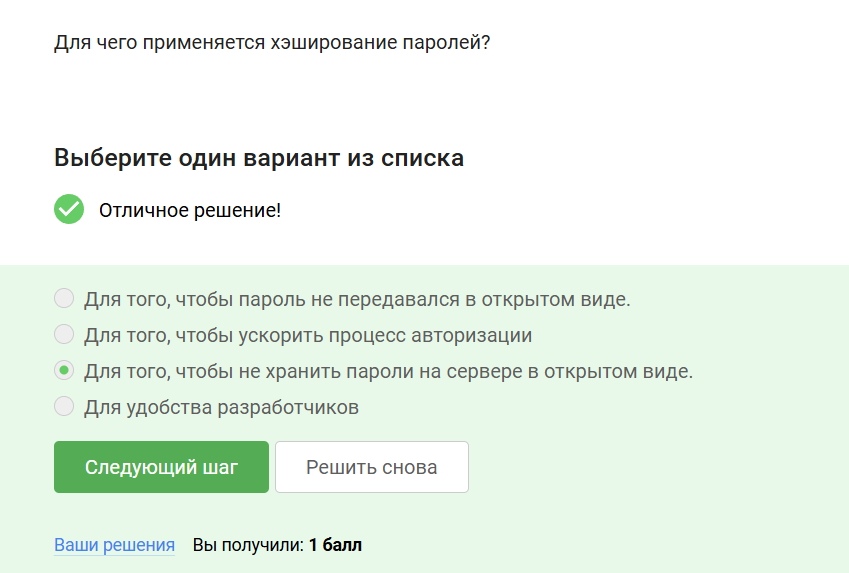 Для чего применяется хэширование паролей?
Выберите один вариант из списка
Отличное решение!
Для того, чтобы пароль не передавался в открытом виде.
Для того, чтобы ускорить процесс авторизации
Для того, чтобы не хранить пароли на сервере в открытом виде.
Для удобства разработчиков
Следующий шаг Решить снова
Ваши решения Вы получили: 1 балл